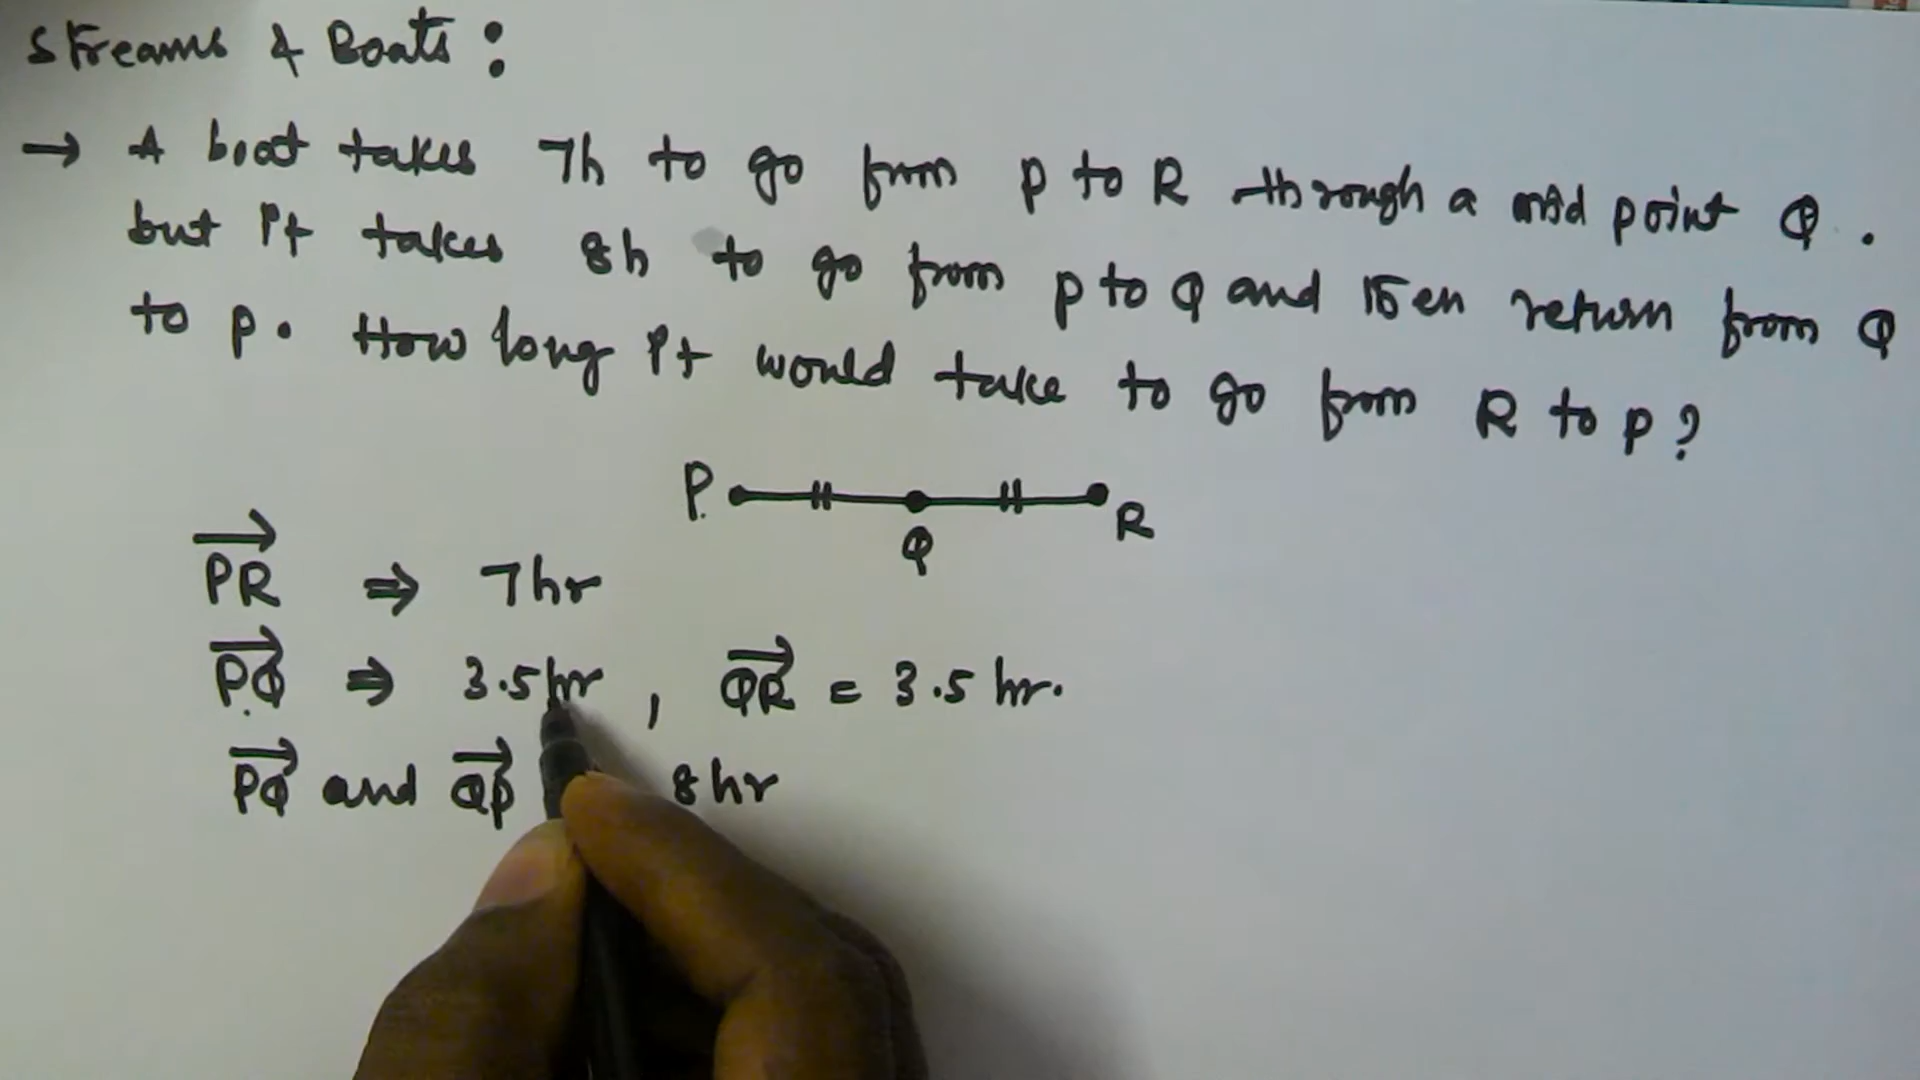 Streams & Boats :
→ A boat takes 7h to go from P to R through a mid point Q.
but it takes 8h to go from P to Q and then return from Q
to P. How long it would take to go from R to P?
P. Q R
PR ⇒ 7hr
PQ ⇒ 3.5hr , QR = 3.5 hr.
PQ and QP 8hr